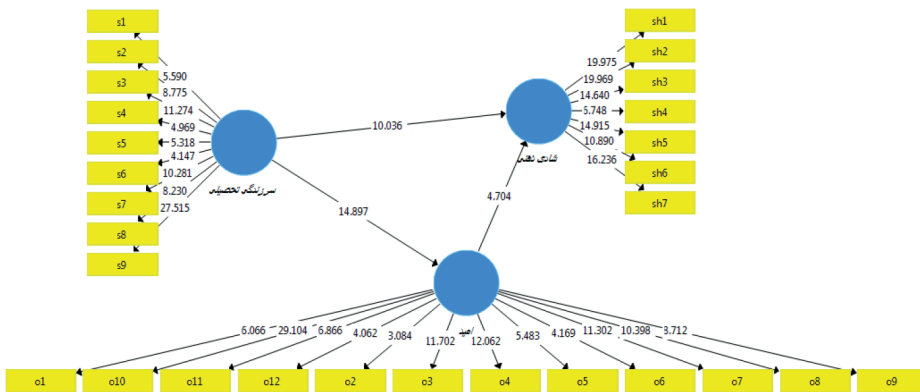 s1
s2
s3
s4
s5
s6
s7
s8
s9
5.590
8.775
11.274
4.969
5.318
4.147
10.281
8.230
27.515
سرزندگی تحصیلی
10.036
14.897
4.704
شادی ذهنی
19.975
19.969
14.640
5.748
14.915
10.890
16.236
sh1
sh2
sh3
sh4
sh5
sh6
sh7
امید
6.066
29.104
6.866
4.062
3.084
11.702
12.062
5.483
4.169
11.302
10.398
3.712
o1
o10
o11
o12
o2
o3
o4
o5
o6
o7
o8
o9